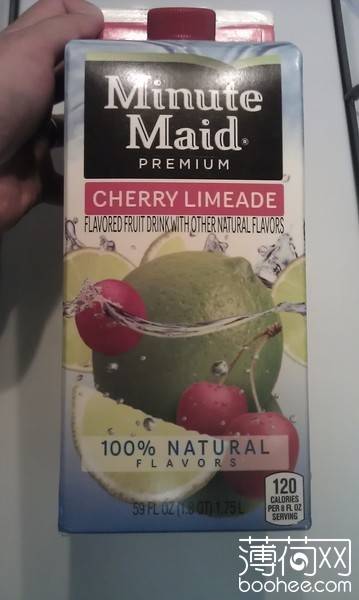 Minute
Maid®
PREMIUM
CHERRY LIMEADE
FLAVORED FRUIT DRINK WITH OTHER NATURAL FLAVORS
100% NATURAL
FLAVORS
120
CALORIES
PER 8 FL OZ
SERVING
59 FL OZ (1.8 QT) 1.75 L
薄荷网
boohee.com